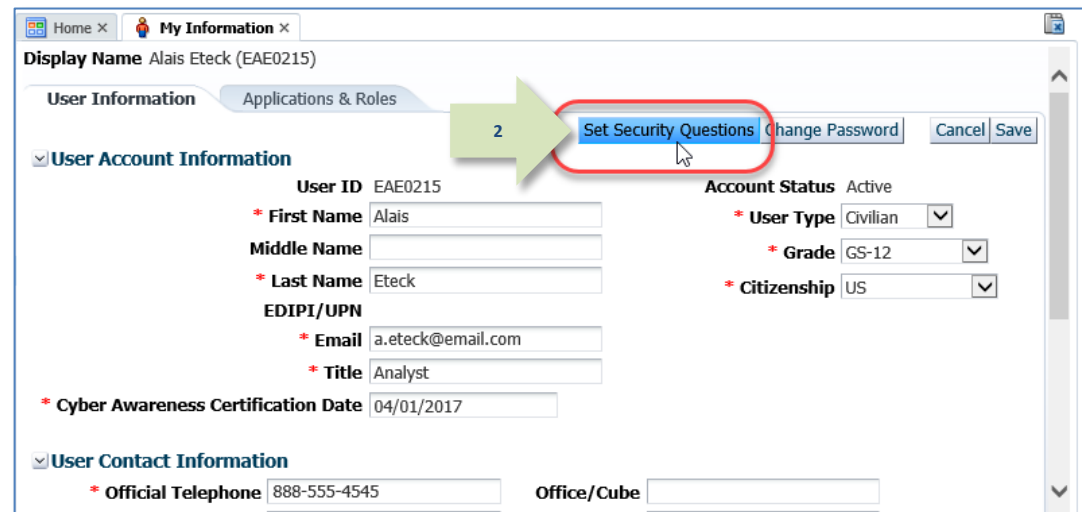 Home × My Information ×
Display Name Alais Eteck (EAE0215)
User Information Applications & Roles
2
Set Security Questions Change Password Cancel Save
User Account Information
User ID EAE0215 Account Status Active
* First Name Alais * User Type Civilian
Middle Name * Grade GS-12
* Last Name Eteck * Citizenship US
EDIPI/UPN
* Email a.eteck@email.com
* Title Analyst
* Cyber Awareness Certification Date 04/01/2017
User Contact Information
* Official Telephone 888-555-4545 Office/Cube